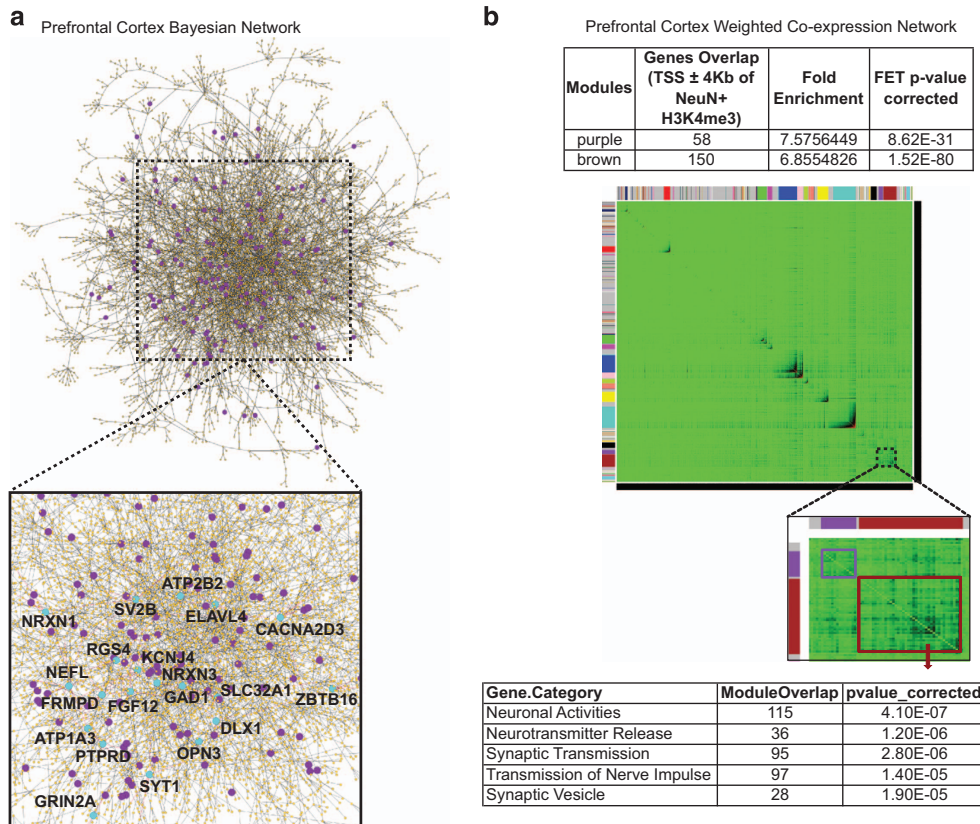 a
Prefrontal Cortex Bayesian Network
NRXN1
SV2B
ATP2B2
ELAVL4
CACNA2D3
RGS4
KCNJ4
NEFL
NRXN3
SLC32A1
ZBTB16
FRMPD
FGF12
GAD1
DLX1
ATP1A3
PTPRD
OPN3
SYT1
GRIN2A
b
Prefrontal Cortex Weighted Co-expression Network
Modules
Genes Overlap
(TSS ± 4Kb of
NeuN+
H3K4me3)
Fold
Enrichment
FET p-value
corrected
purple 58 7.5756449 8.62E-31
brown 150 6.8554826 1.52E-80
Gene.Category ModuleOverlap pvalue_corrected
Neuronal Activities 115 4.10E-07
Neurotransmitter Release 36 1.20E-06
Synaptic Transmission 95 2.80E-06
Transmission of Nerve Impulse 97 1.40E-05
Synaptic Vesicle 28 1.90E-05